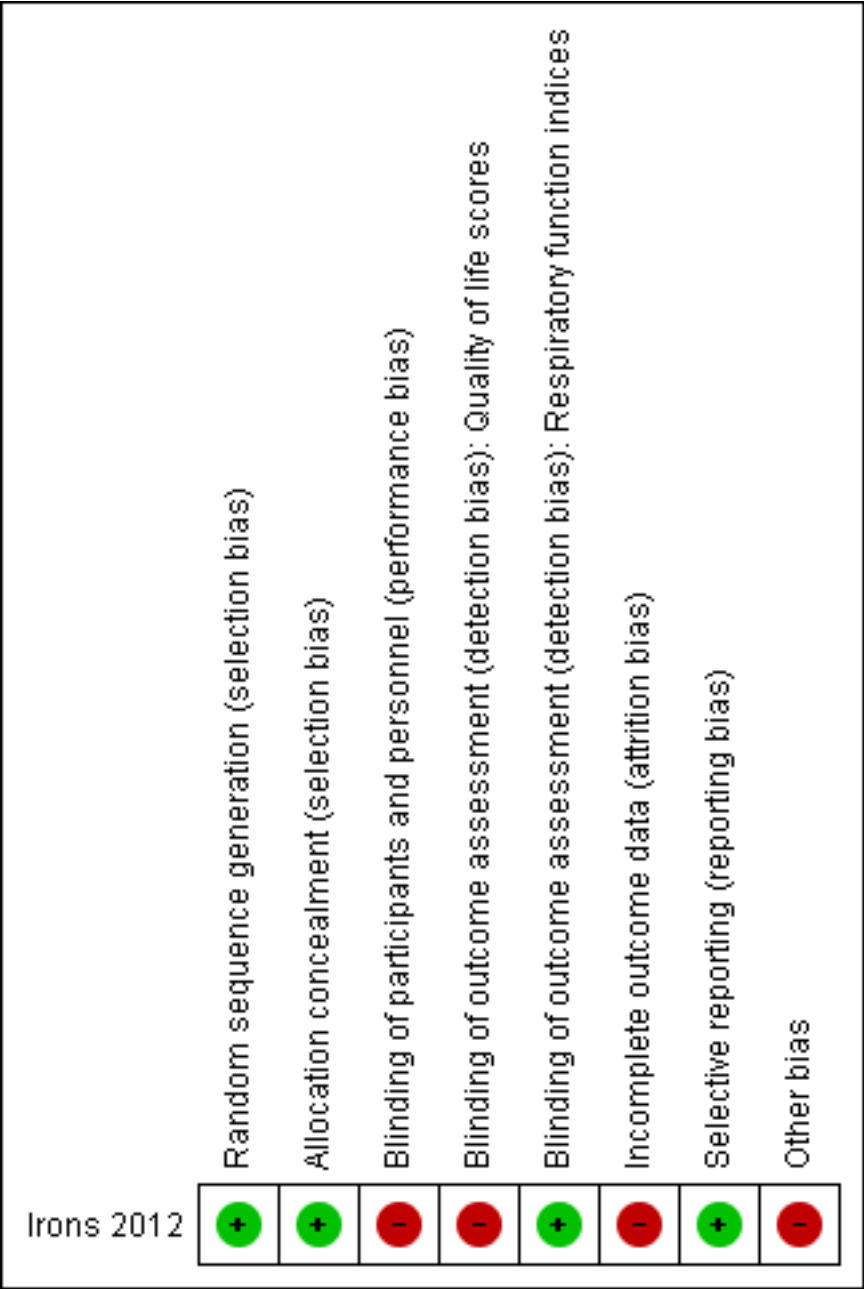 Random sequence generation (selection bias)
Allocation concealment (selection bias)
Blinding of participants and personnel (performance bias)
Blinding of outcome assessment (detection bias): Quality of life scores
Blinding of outcome assessment (detection bias): Respiratory function indices
Incomplete outcome data (attrition bias)
Selective reporting (reporting bias)
Other bias
Irons 2012 + + - - + - + -